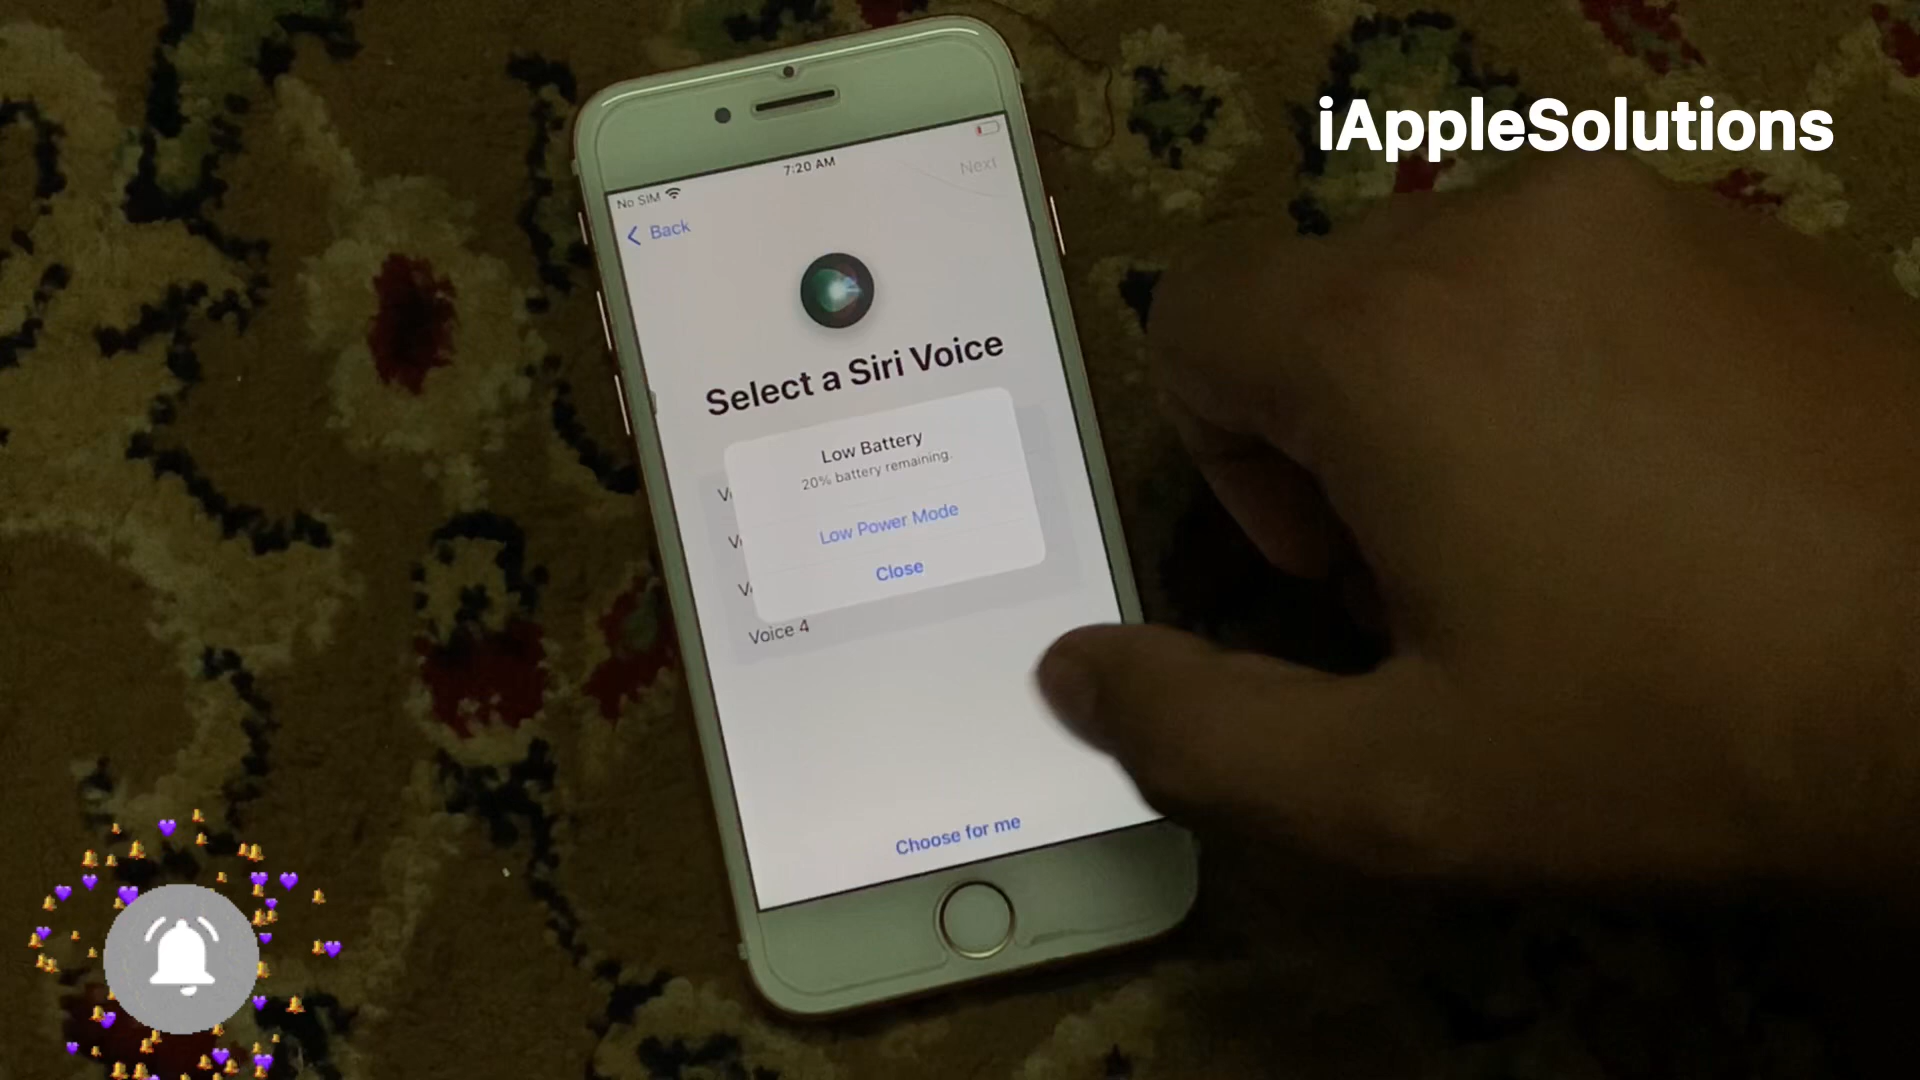 iAppleSolutions
No SIM
7:20 AM
Back
Next
Select a Siri Voice
Low Battery
20% battery remaining.
Low Power Mode
Close
Voice 4
Choose for me